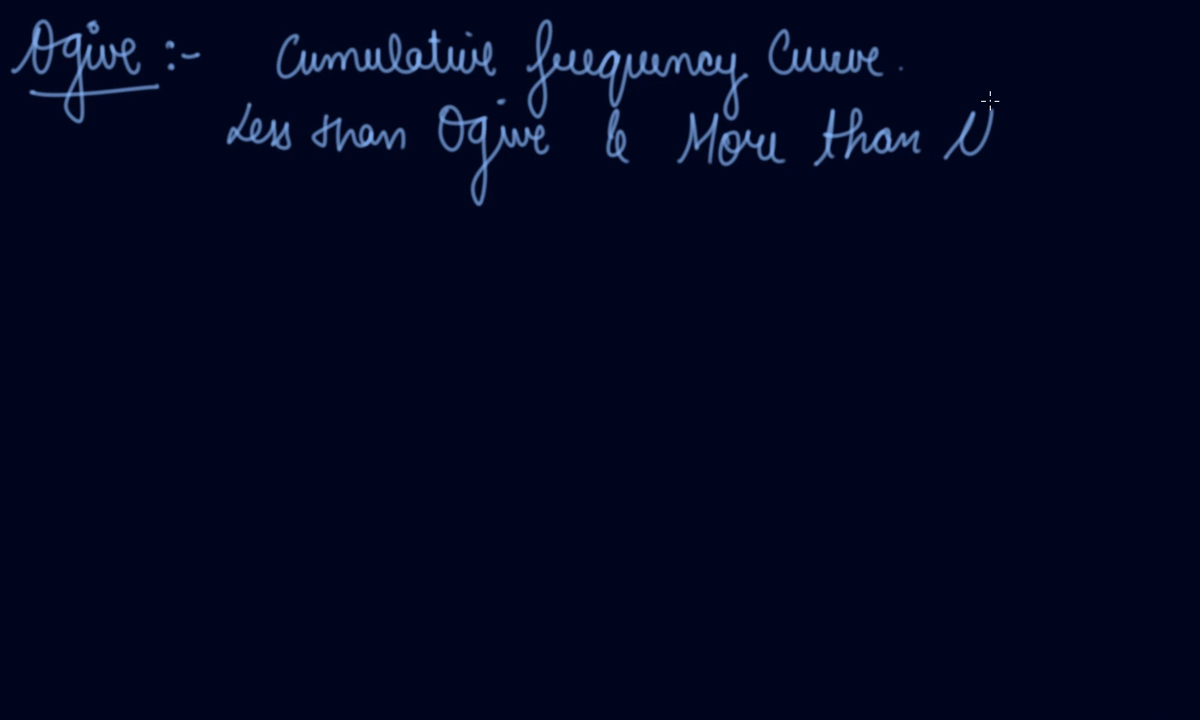 Ogive :- Cumulative frequency Curve.
Less than Ogive & More than